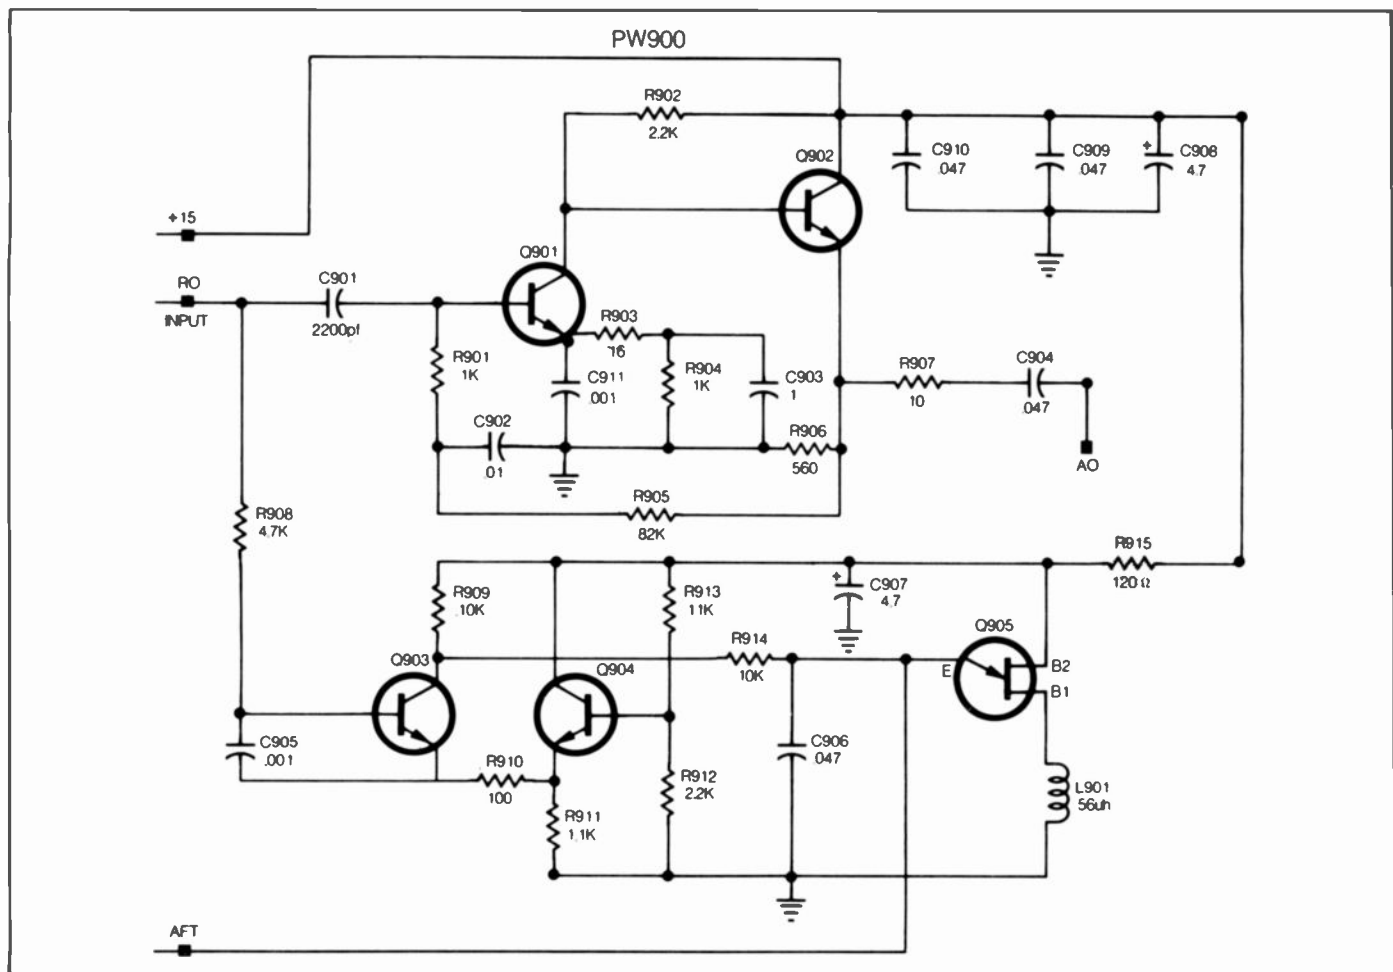 PW900
R902
2.2K
Q902
C910
.047
C909
.047
+
C908
4.7
+15
Q901
RO
INPUT
C901
2200pf
R903
16
R901
1K
C911
.001
R904
1K
C903
1
R907
10
C904
.047
C902
.01
R906
560
AO
R905
82K
R908
4.7K
R915
120 Ω
R909
10K
R913
11K
+
C907
4.7
Q905
R914
10K
Q903
Q904
E
B2
B1
C905
.001
C906
.047
R910
100
R912
2.2K
L901
56uh
R911
1.1K
AFT